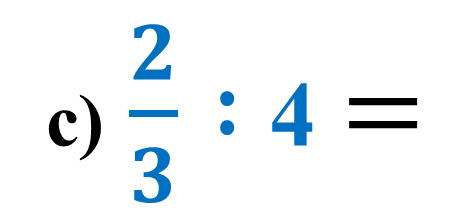 c) 2/3 : 4 =